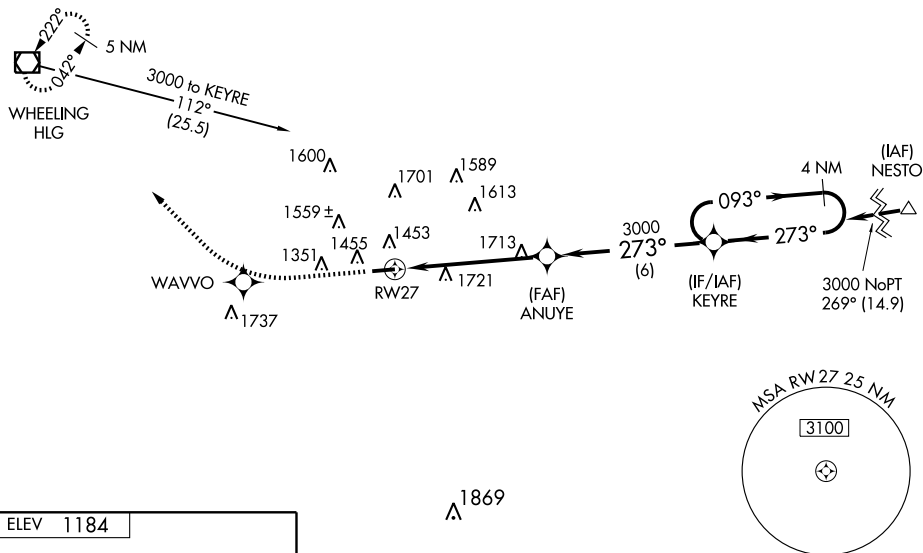 222°
042°
5 NM
WHEELING
HLG
3000 to KEYRE
112°
(25.5)
1600
1701
1589
1613
1559 ±
1453
1351
1455
1713
1721
WAVVO
1737
RW27
(FAF)
ANUYE
3000
273°
(6)
(IF/IAF)
KEYRE
093°
273°
4 NM
(IAF)
NESTO
3000 NoPT
269° (14.9)
MSA RW27 25 NM
3100
1869
ELEV 1184